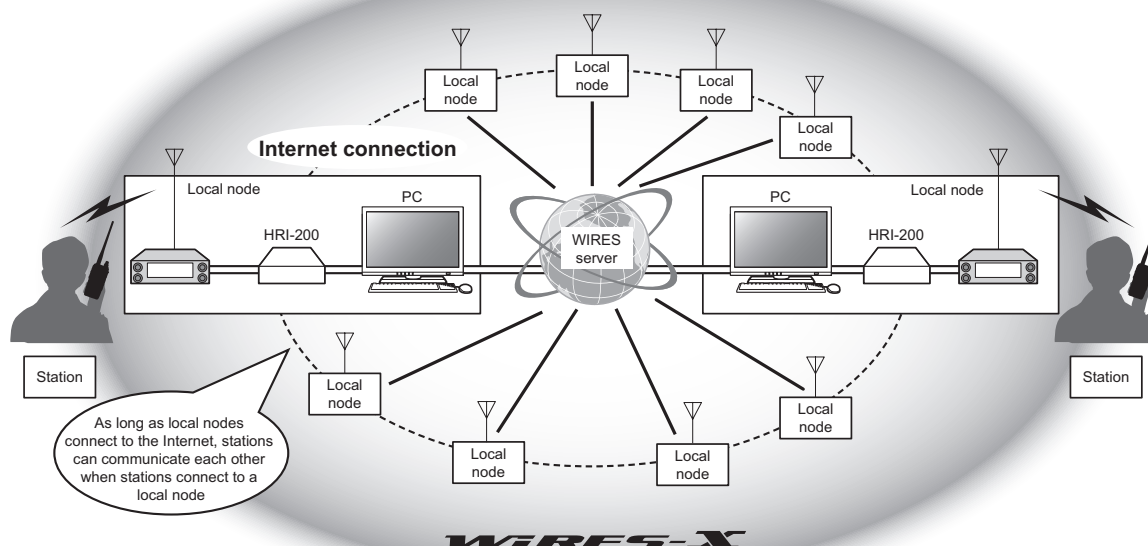 Local
node
Local
node
Local
node
Local
node
Internet connection
Local node
PC
HRI-200
WIRES
server
PC
Local node
HRI-200
Station
Station
Local
node
Local
node
Local
node
Local
node
As long as local nodes
connect to the Internet, stations
can communicate each other
when stations connect to a
local node
WiRES-X